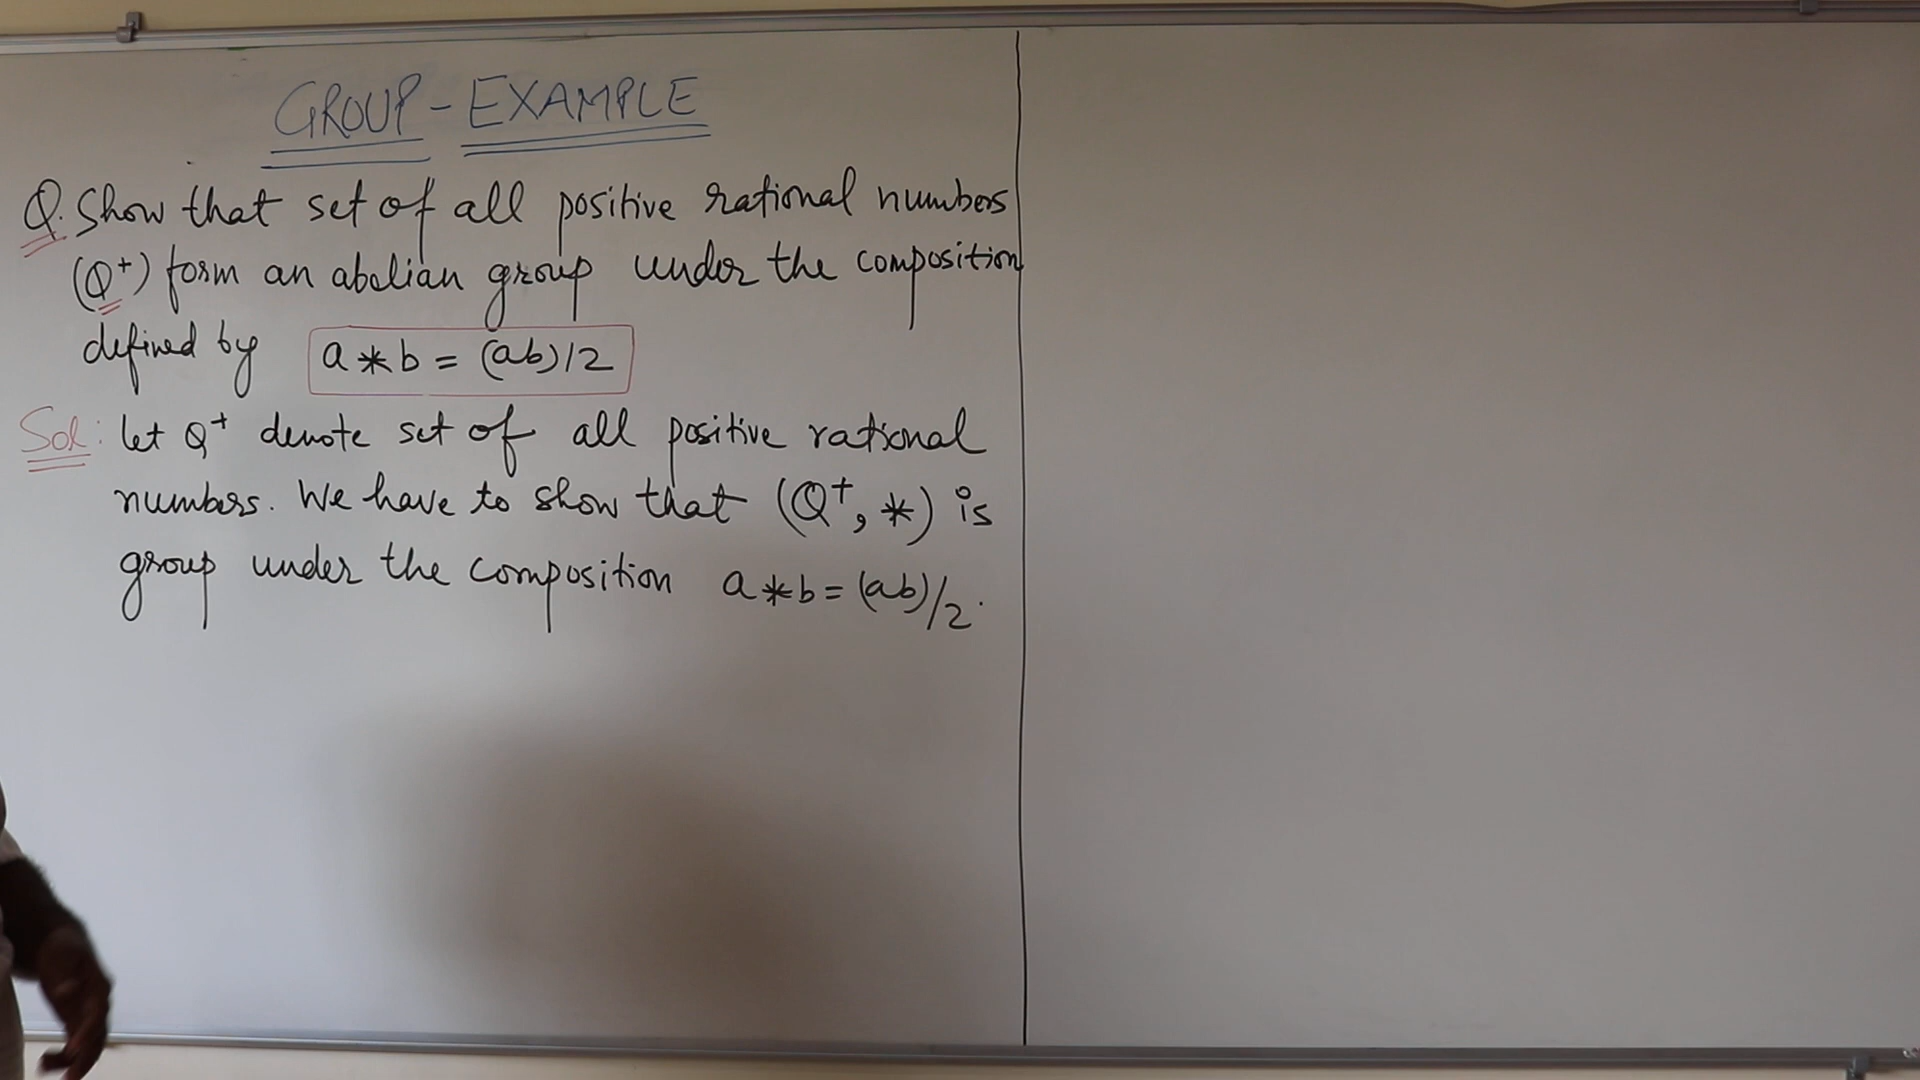 GROUP - EXAMPLE
Q. Show that set of all positive rational numbers
(Q⁺) form an abelian group under the composition
defined by a * b = (ab)/2
Sol: let Q⁺ denote set of all positive rational
numbers. We have to show that (Q⁺, *) is
group under the composition a * b = (ab)/2.